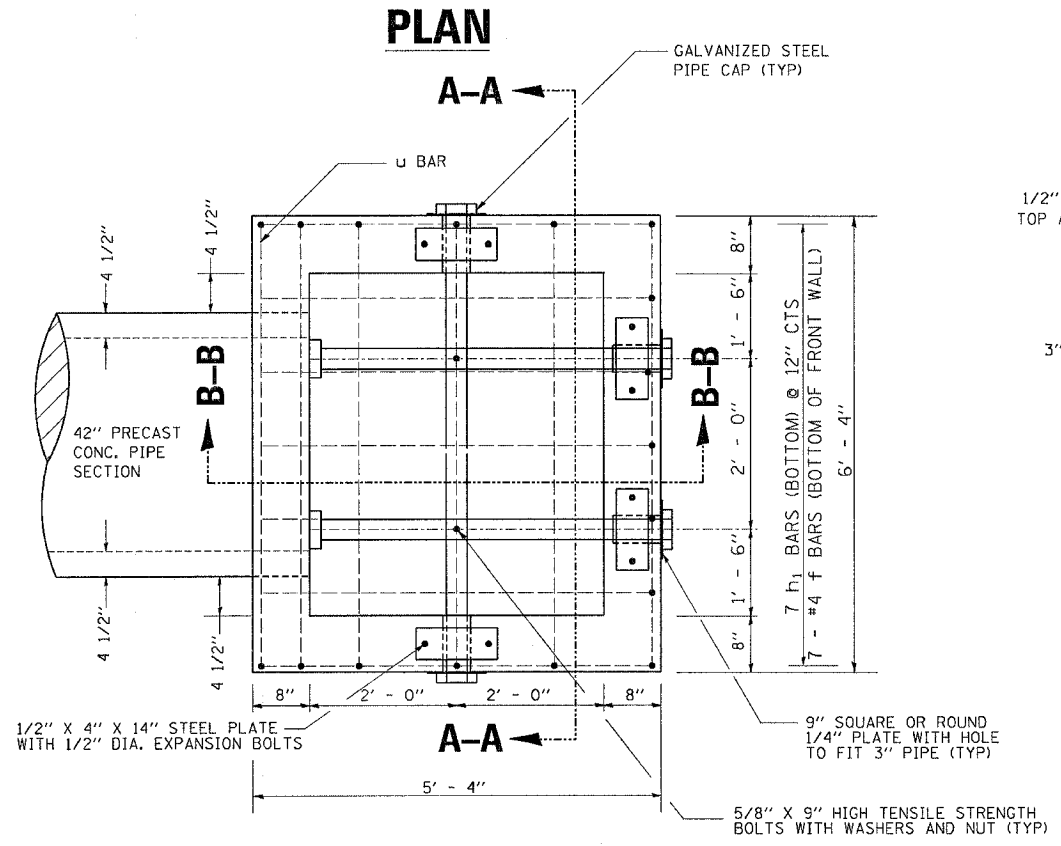 PLAN
GALVANIZED STEEL
PIPE CAP (TYP)
A-A
u BAR
1/2"
TOP
4 1/2"
4 1/2"
8"
1' - 6"
3"
B-B
B-B
42" PRECAST
CONC. PIPE
SECTION
2' - 0"
7 h1 BARS (BOTTOM) @ 12" CTS
7 - #4 f BARS (BOTTOM OF FRONT WALL)
6' - 4"
1' - 6"
4 1/2"
4 1/2"
8"
8"
2' - 0"
2' - 0"
8"
1/2" X 4" X 14" STEEL PLATE
WITH 1/2" DIA. EXPANSION BOLTS
A-A
9" SQUARE OR ROUND
1/4" PLATE WITH HOLE
TO FIT 3" PIPE (TYP)
5' - 4"
5/8" X 9" HIGH TENSILE STRENGTH
BOLTS WITH WASHERS AND NUT (TYP)